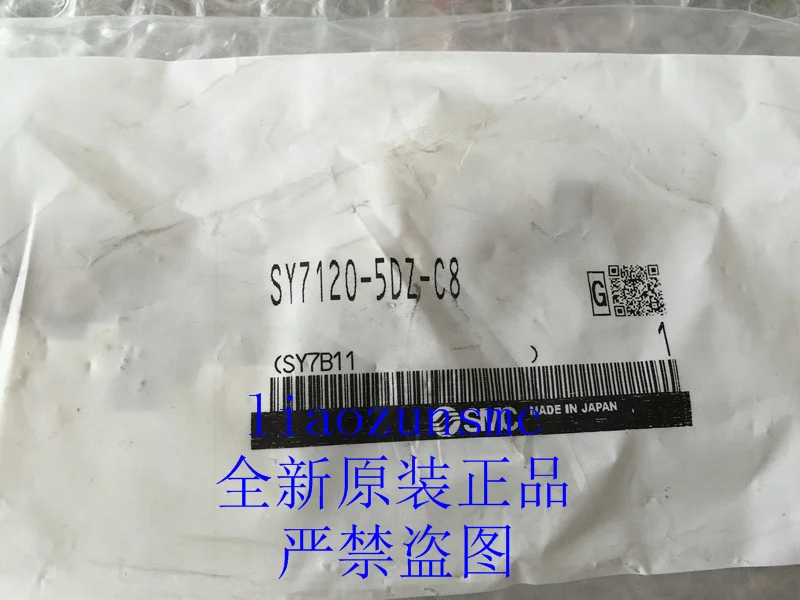 SY7120-5DZ-C8
G
(SY7B11 )
1
SMC MADE IN JAPAN
liaozunsmc
全新原装正品
严禁盗图